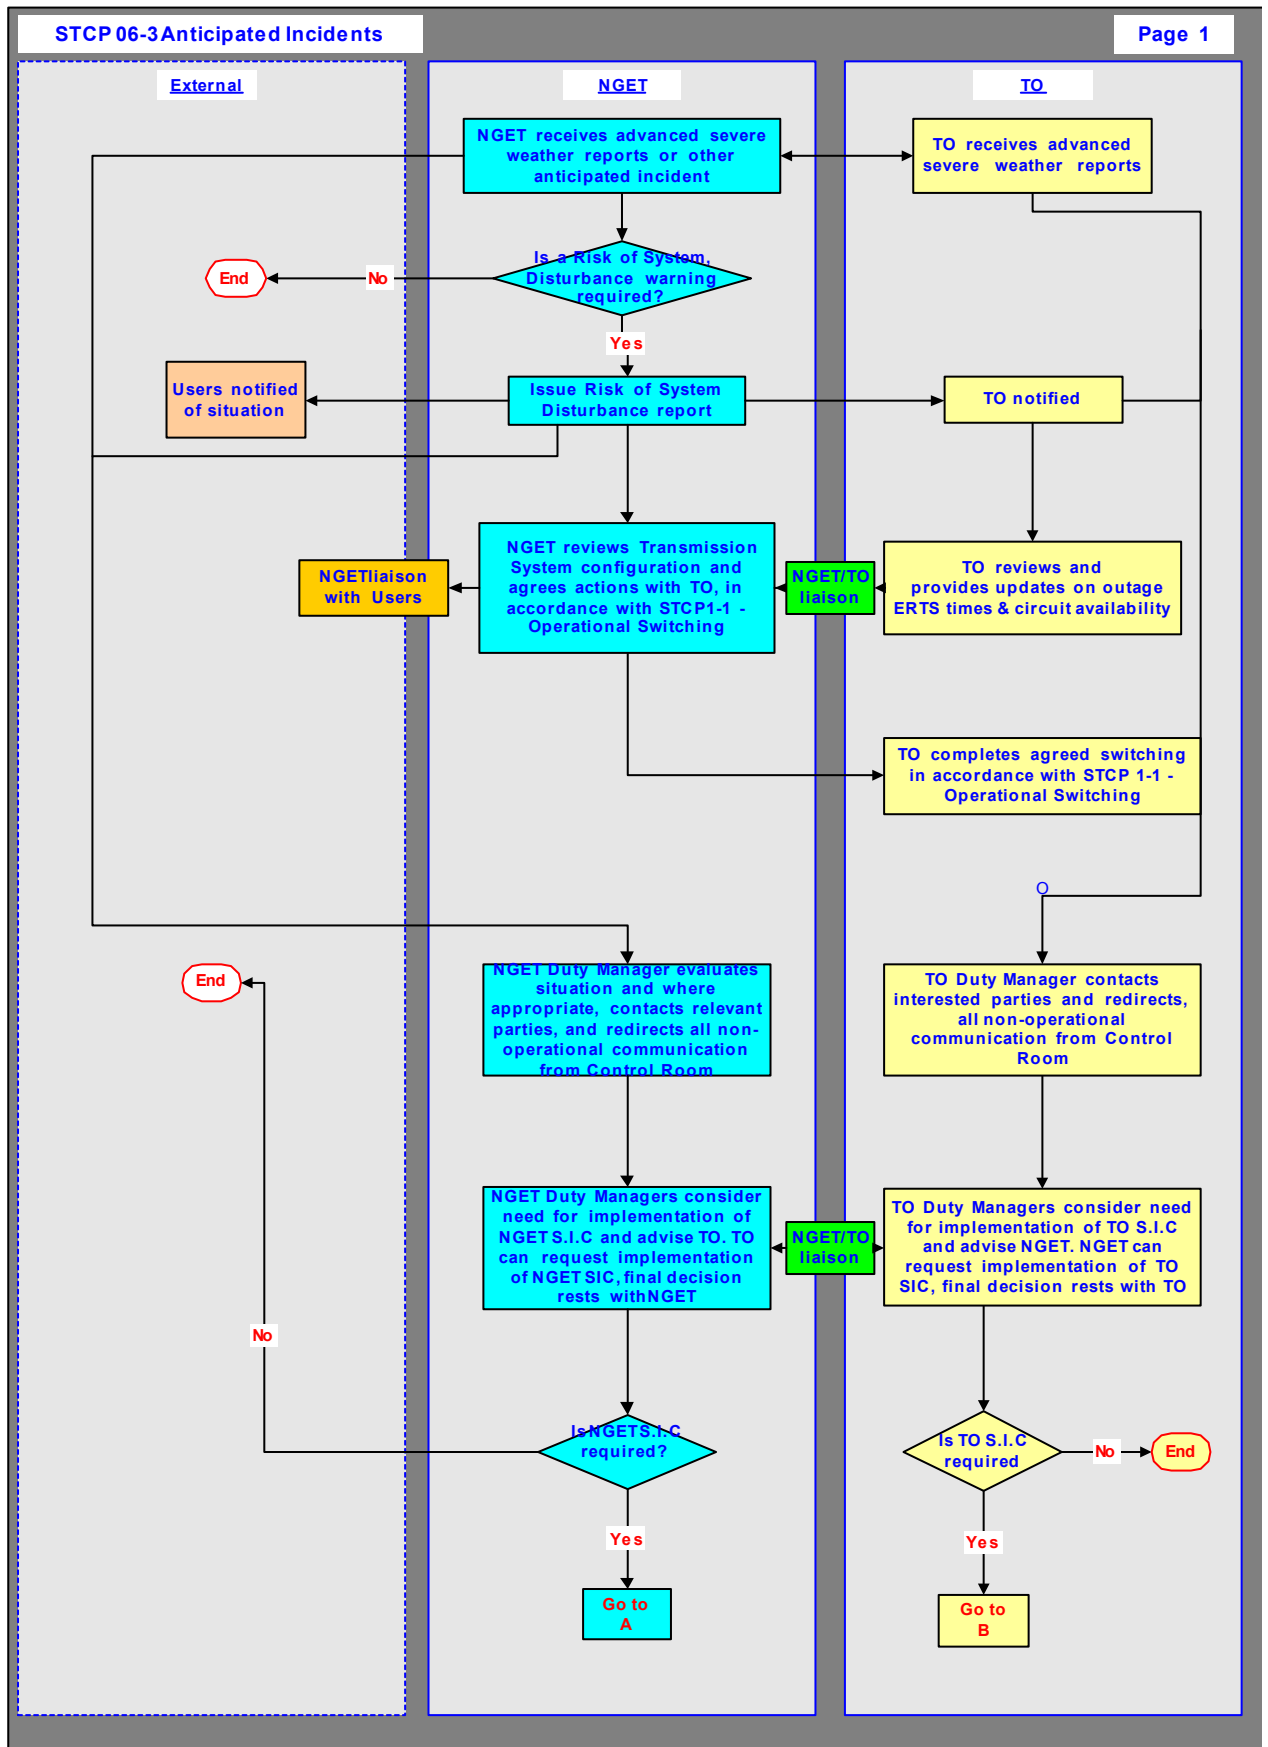 STCP 06-3 Anticipated Incidents
Page 1
External
NGET
TO
NGET receives advanced severe
weather reports or other
anticipated incident
TO receives advanced
severe weather reports
Is a Risk of System,
Disturbance warning
required?
No
End
Yes
Users notified
of situation
Issue Risk of System
Disturbance report
TO notified
NGET liaison
with Users
NGET reviews Transmission
System configuration and
agrees actions with TO, in
accordance with STCP1-1 -
Operational Switching
NGET/TO
liaison
TO reviews and
provides updates on outage
ERTS times & circuit availability
TO completes agreed switching
in accordance with STCP 1-1 -
Operational Switching
O
End
NGET Duty Manager evaluates
situation and where
appropriate, contacts relevant
parties, and redirects all non-
operational communication
from Control Room
TO Duty Manager contacts
interested parties and redirects,
all non-operational
communication from Control
Room
NGET Duty Managers consider
need for implementation of
NGET S.I.C and advise TO. TO
can request implementation
of NGET SIC, final decision
rests with NGET
NGET/TO
liaison
TO Duty Managers consider need
for implementation of TO S.I.C
and advise NGET. NGET can
request implementation of TO
SIC, final decision rests with TO
No
Is NGET S.I.C
required?
Is TO S.I.C
required
No
End
Yes
Yes
Go to
A
Go to
B